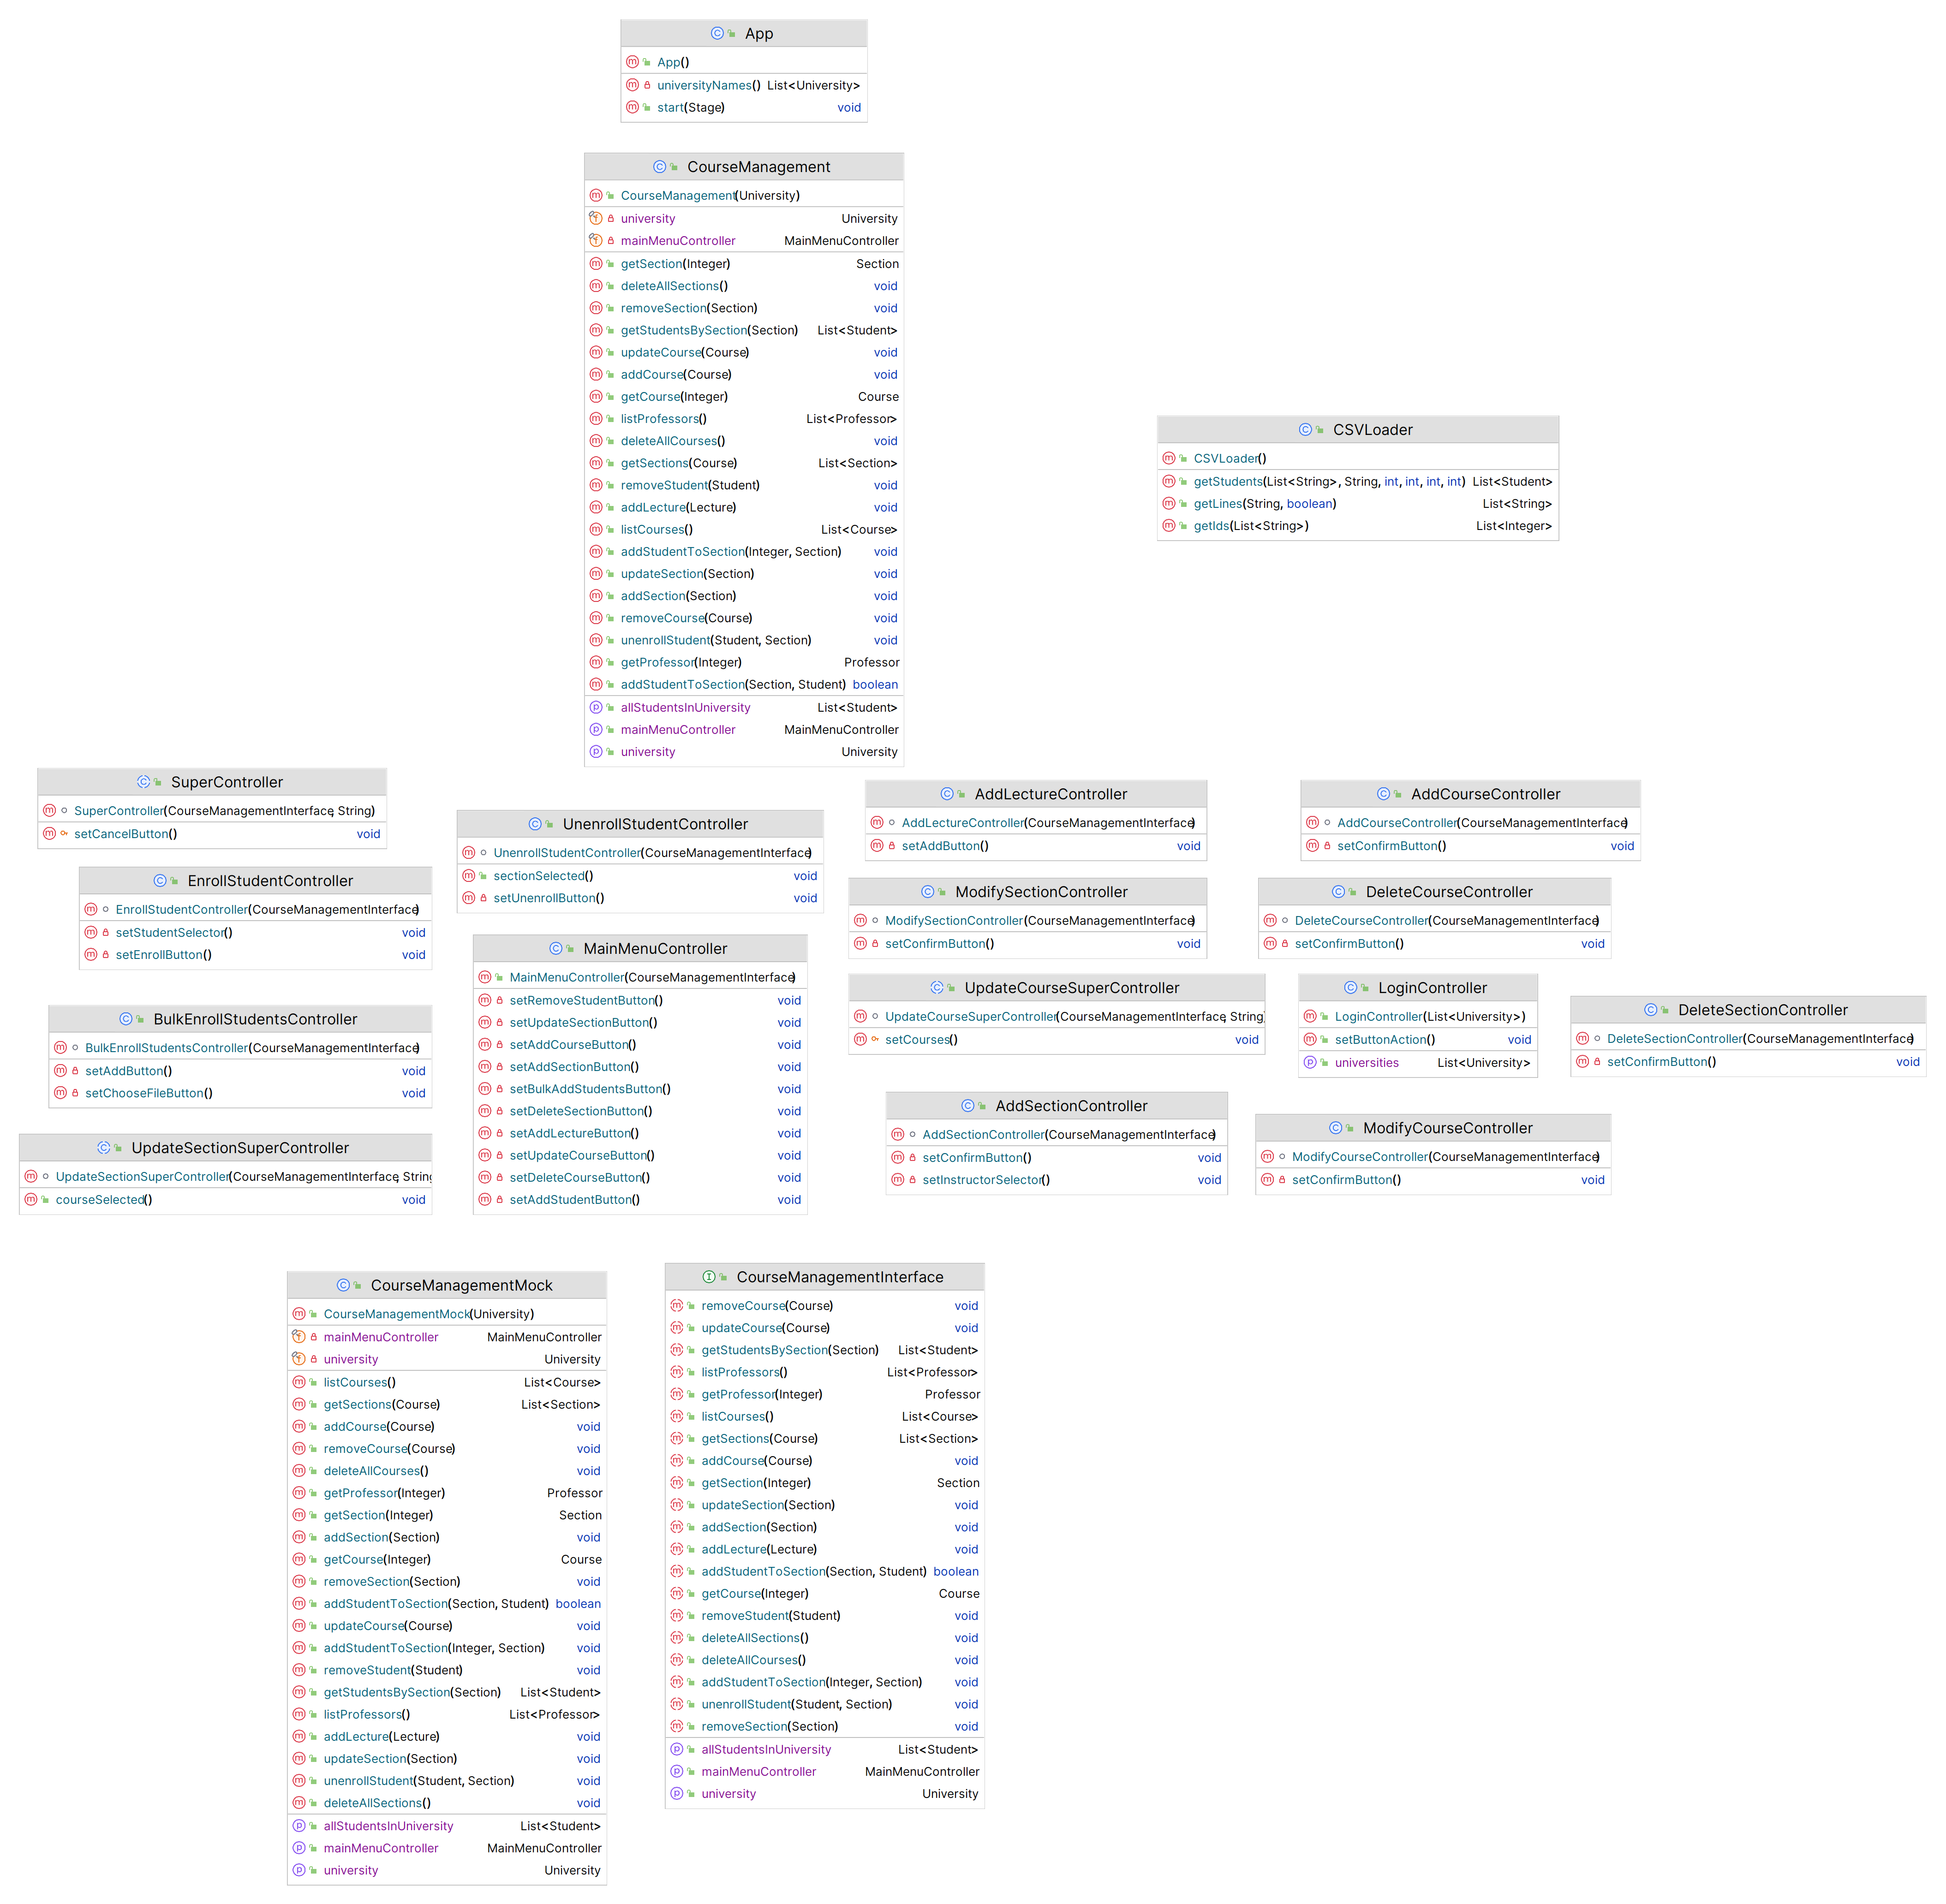 App
App()
universityNames() List<University>
start(Stage) void
CourseManagement
CourseManagement(University)
university University
mainMenuController MainMenuController
getSection(Integer) Section
deleteAllSections() void
removeSection(Section) void
getStudentsBySection(Section) List<Student>
updateCourse(Course) void
addCourse(Course) void
getCourse(Integer) Course
listProfessors() List<Professor>
deleteAllCourses() void
getSections(Course) List<Section>
removeStudent(Student) void
addLecture(Lecture) void
listCourses() List<Course>
addStudentToSection(Integer, Section) void
updateSection(Section) void
addSection(Section) void
removeCourse(Course) void
unenrollStudent(Student, Section) void
getProfessor(Integer) Professor
addStudentToSection(Section, Student) boolean
allStudentsInUniversity List<Student>
mainMenuController MainMenuController
university University
CSVLoader
CSVLoader()
getStudents(List<String>, String, int, int, int, int) List<Student>
getLines(String, boolean) List<String>
getIds(List<String>) List<Integer>
SuperController
SuperController(CourseManagementInterface, String)
setCancelButton() void
EnrollStudentController
EnrollStudentController(CourseManagementInterface)
setStudentSelector() void
setEnrollButton() void
BulkEnrollStudentsController
BulkEnrollStudentsController(CourseManagementInterface)
setAddButton() void
setChooseFileButton() void
UpdateSectionSuperController
UpdateSectionSuperController(CourseManagementInterface, String
courseSelected() void
UnenrollStudentController
UnenrollStudentController(CourseManagementInterface)
sectionSelected() void
setUnenrollButton() void
MainMenuController
MainMenuController(CourseManagementInterface)
setRemoveStudentButton() void
setUpdateSectionButton() void
setAddCourseButton() void
setAddSectionButton() void
setBulkAddStudentsButton() void
setDeleteSectionButton() void
setAddLectureButton() void
setUpdateCourseButton() void
setDeleteCourseButton() void
setAddStudentButton() void
AddLectureController
AddLectureController(CourseManagementInterface)
setAddButton() void
ModifySectionController
ModifySectionController(CourseManagementInterface)
setConfirmButton() void
UpdateCourseSuperController
UpdateCourseSuperController(CourseManagementInterface, String)
setCourses() void
AddSectionController
AddSectionController(CourseManagementInterface)
setConfirmButton() void
setInstructorSelector() void
AddCourseController
AddCourseController(CourseManagementInterface)
setConfirmButton() void
DeleteCourseController
DeleteCourseController(CourseManagementInterface)
setConfirmButton() void
LoginController
LoginController(List<University>)
setButtonAction() void
universities List<University>
DeleteSectionController
DeleteSectionController(CourseManagementInterface)
setConfirmButton() void
ModifyCourseController
ModifyCourseController(CourseManagementInterface)
setConfirmButton() void
CourseManagementMock
CourseManagementMock(University)
mainMenuController MainMenuController
university University
listCourses() List<Course>
getSections(Course) List<Section>
addCourse(Course) void
removeCourse(Course) void
deleteAllCourses() void
getProfessor(Integer) Professor
getSection(Integer) Section
addSection(Section) void
getCourse(Integer) Course
removeSection(Section) void
addStudentToSection(Section, Student) boolean
updateCourse(Course) void
addStudentToSection(Integer, Section) void
removeStudent(Student) void
getStudentsBySection(Section) List<Student>
listProfessors() List<Professor>
addLecture(Lecture) void
updateSection(Section) void
unenrollStudent(Student, Section) void
deleteAllSections() void
allStudentsInUniversity List<Student>
mainMenuController MainMenuController
university University
CourseManagementInterface
removeCourse(Course) void
updateCourse(Course) void
getStudentsBySection(Section) List<Student>
listProfessors() List<Professor>
getProfessor(Integer) Professor
listCourses() List<Course>
getSections(Course) List<Section>
addCourse(Course) void
getSection(Integer) Section
updateSection(Section) void
addSection(Section) void
addLecture(Lecture) void
addStudentToSection(Section, Student) boolean
getCourse(Integer) Course
removeStudent(Student) void
deleteAllSections() void
deleteAllCourses() void
addStudentToSection(Integer, Section) void
unenrollStudent(Student, Section) void
removeSection(Section) void
allStudentsInUniversity List<Student>
mainMenuController MainMenuController
university University